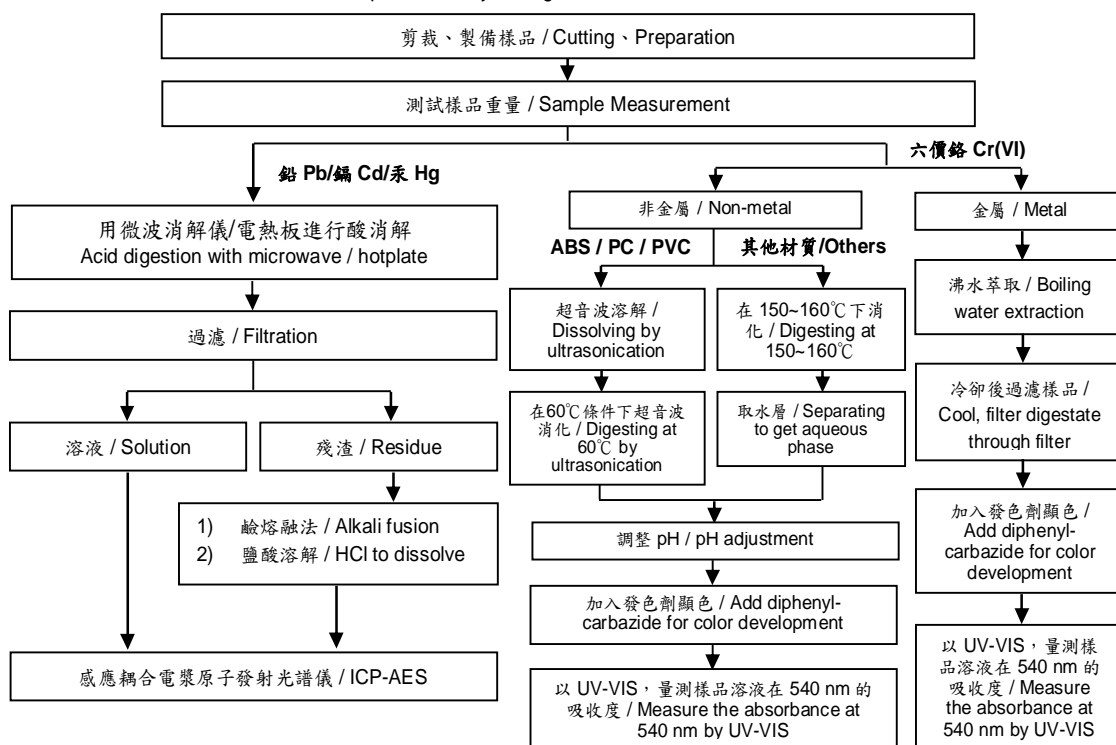 剪裁、製備樣品 / Cutting、Preparation
測試樣品重量 / Sample Measurement
鉛 Pb/鎘 Cd/汞 Hg
六價鉻 Cr(VI)
用微波消解儀/電熱板進行酸消解
Acid digestion with microwave / hotplate
過濾 / Filtration
溶液 / Solution
殘渣 / Residue
1) 鹼熔融法 / Alkali fusion
2) 鹽酸溶解 / HCl to dissolve
感應耦合電漿原子發射光譜儀 / ICP-AES
非金屬 / Non-metal
ABS / PC / PVC
其他材質/Others
超音波溶解 /
Dissolving by
ultrasonication
在60℃條件下超音波
消化 / Digesting at
60℃ by
ultrasonication
在 150~160℃下消
化 / Digesting at
150~160℃
取水層 / Separating
to get aqueous
phase
調整 pH / pH adjustment
加入發色劑顯色 / Add diphenyl-
carbazide for color development
以 UV-VIS，量測樣品溶液在 540 nm 的
吸收度 / Measure the absorbance at
540 nm by UV-VIS
金屬 / Metal
沸水萃取 / Boiling
water extraction
冷卻後過濾樣品 /
Cool, filter digestate
through filter
加入發色劑顯色 /
Add diphenyl-
carbazide for color
development
以 UV-VIS，量測樣
品溶液在 540 nm 的
吸收度 / Measure
the absorbance at
540 nm by UV-VIS